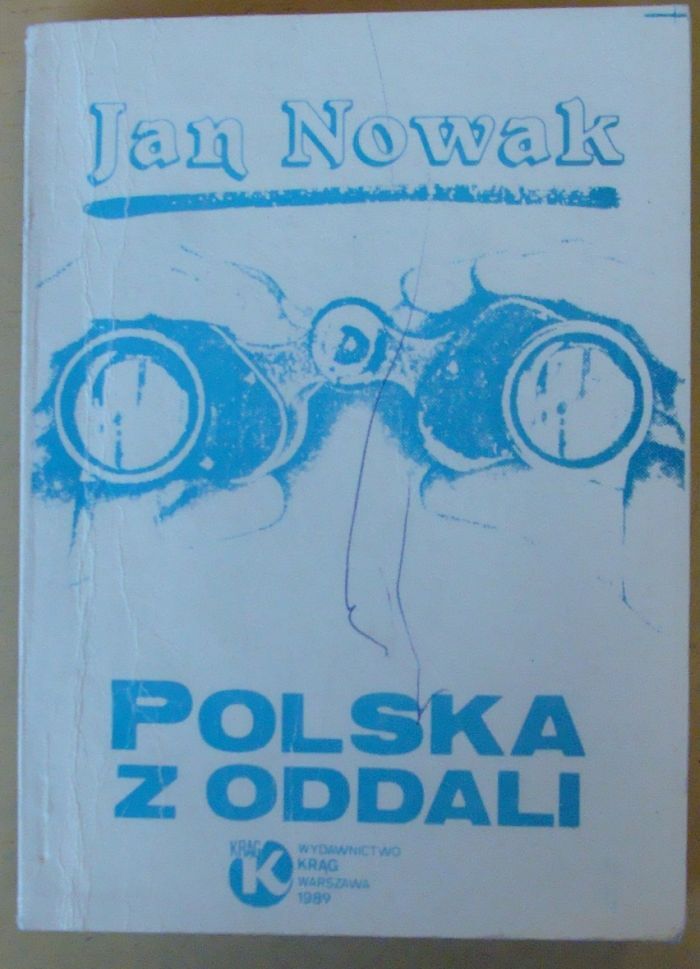 Jan Nowak
POLSKA
Z ODDALI
KRĄG
K
WYDAWNICTWO
KRĄG
WARSZAWA
1989